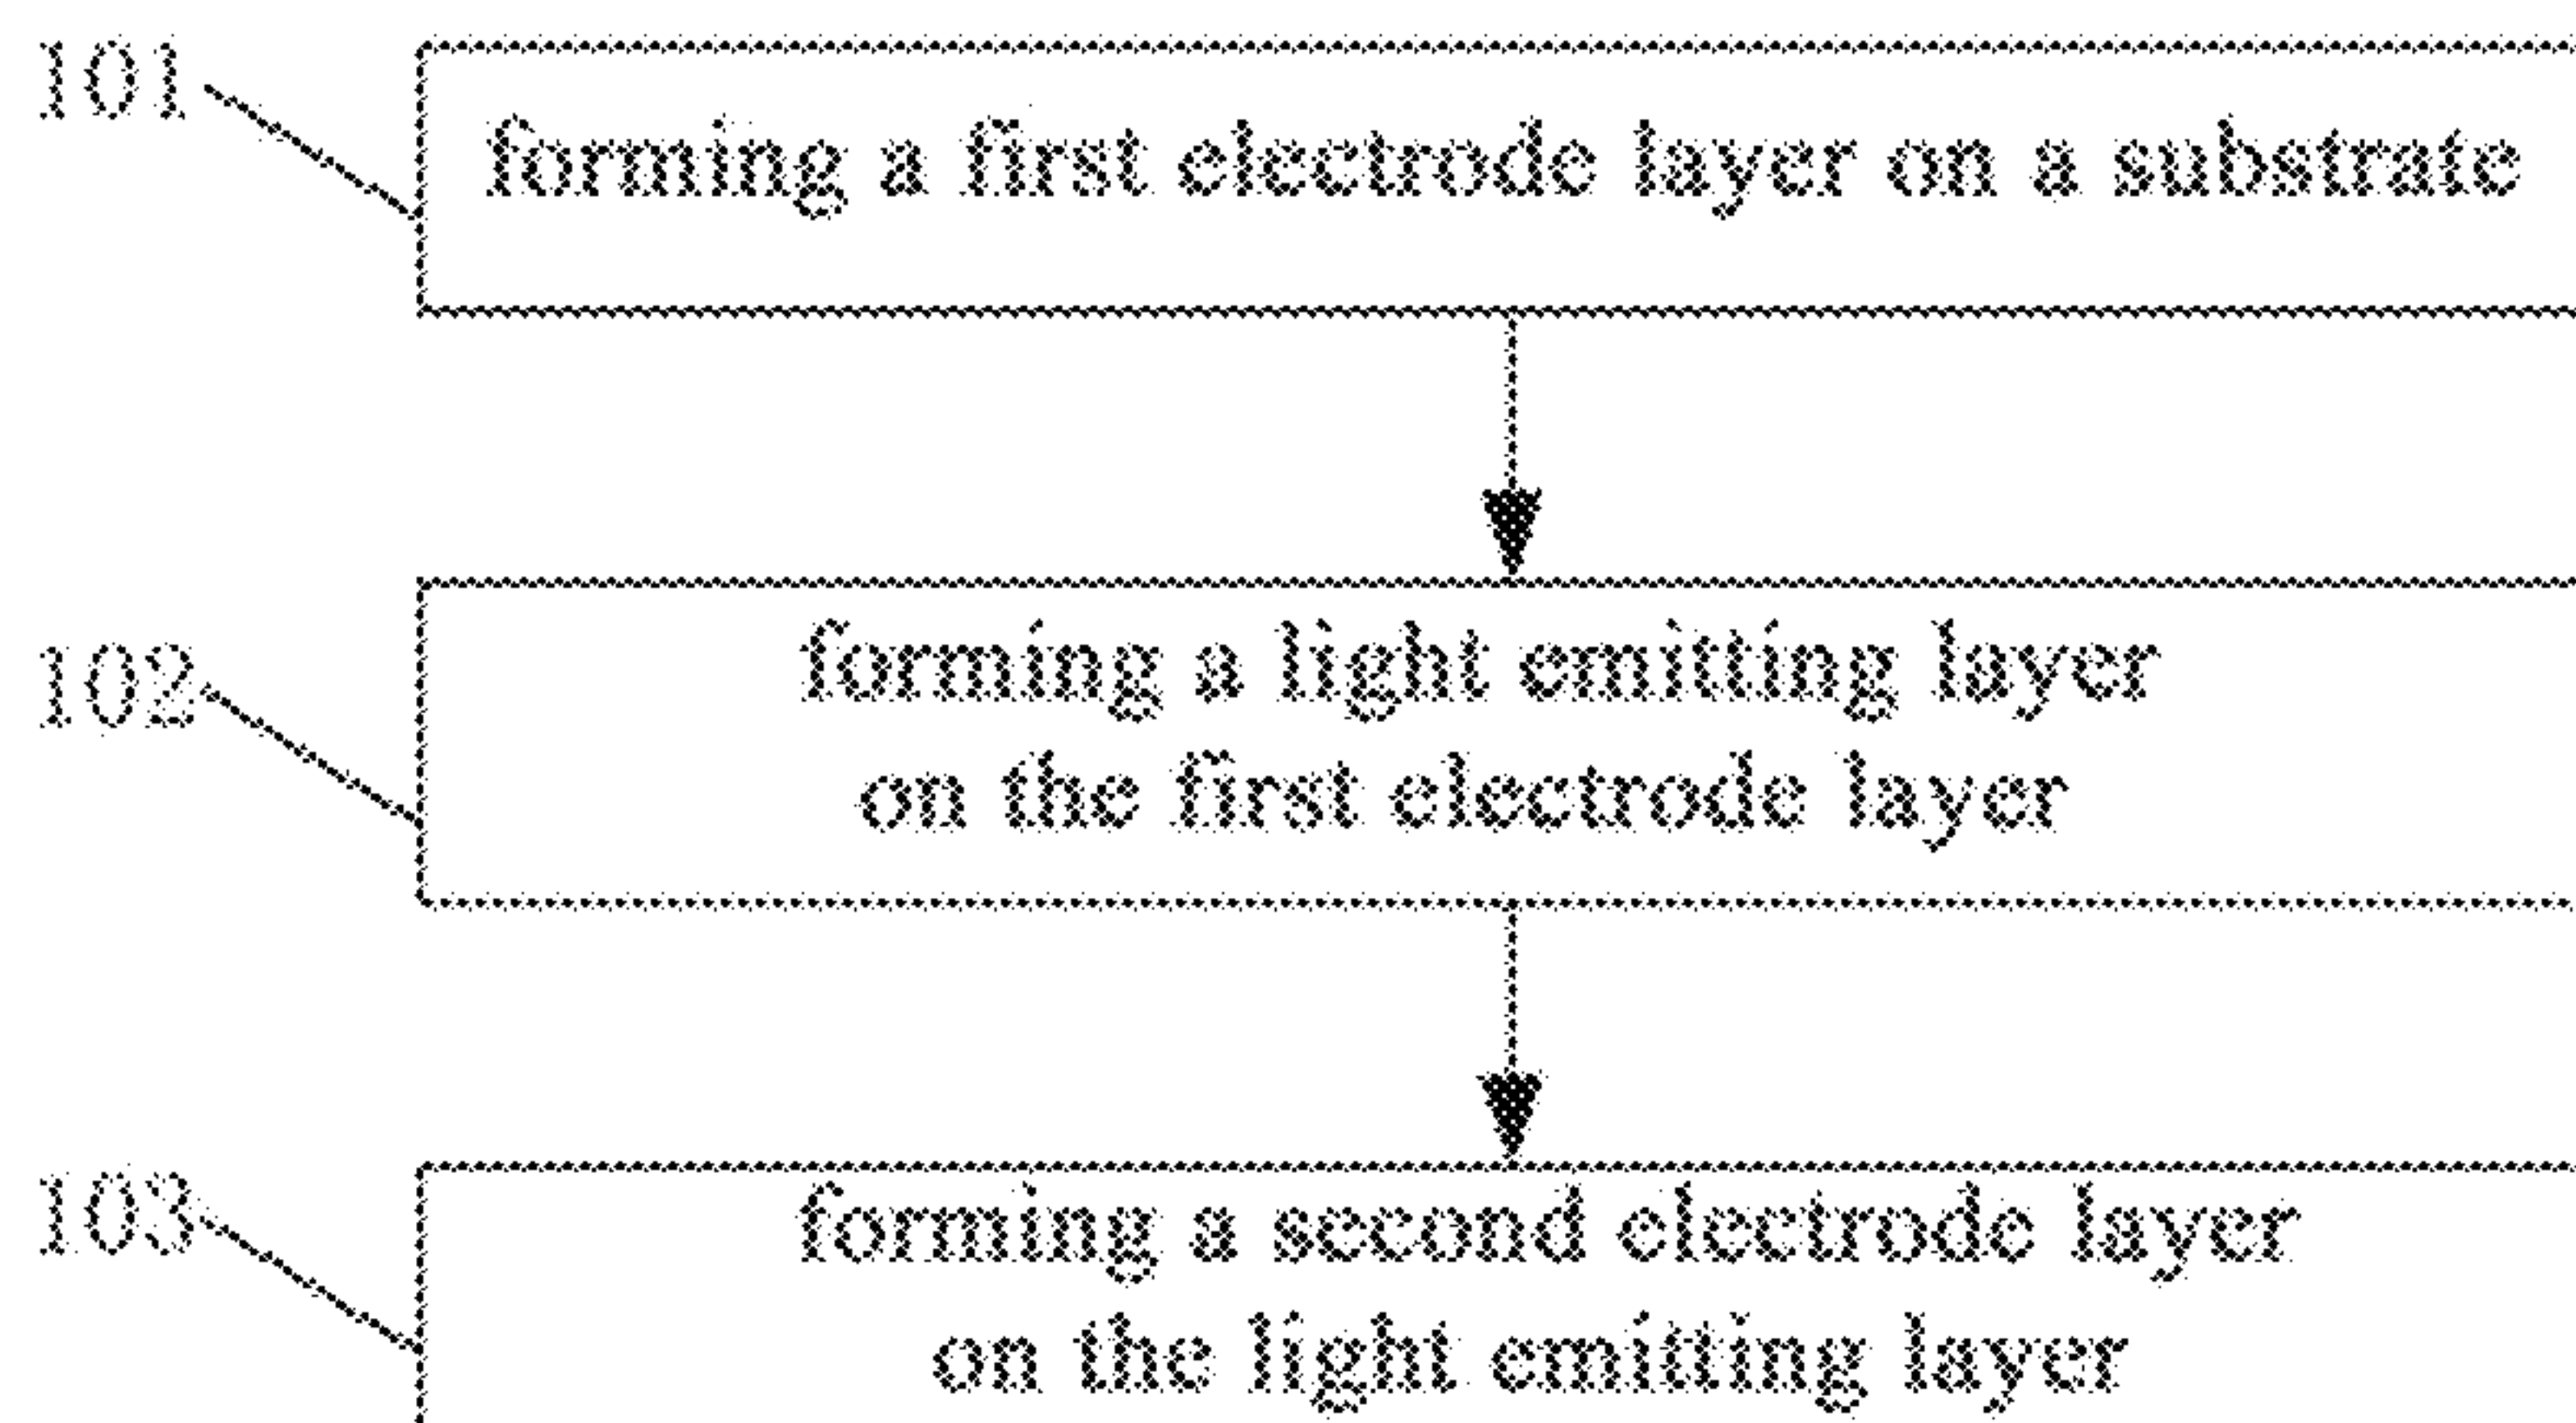 101
forming a first electrode layer on a substrate
102
forming a light emitting layer
on the first electrode layer
103
forming a second electrode layer
on the light emitting layer